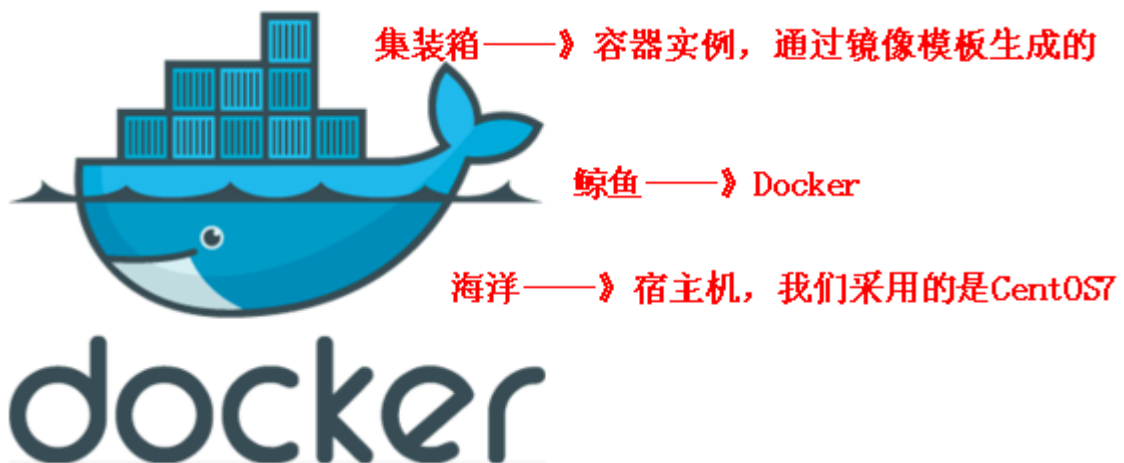 集装箱——》容器实例，通过镜像模板生成的
鲸鱼——》Docker
海洋——》宿主机，我们采用的是CentOS7
docker